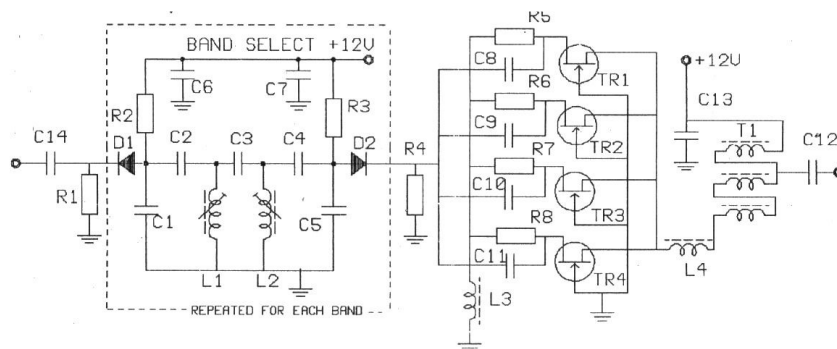 BAND SELECT +12V
C6
C7
R2
R3
C14
D1
C2
C3
C4
D2
R4
R1
C1
C5
L1
L2
REPEATED FOR EACH BAND
R5
C8
TR1
R6
C9
TR2
R7
C10
TR3
R8
C11
TR4
L3
+12V
C13
T1
C12
L4